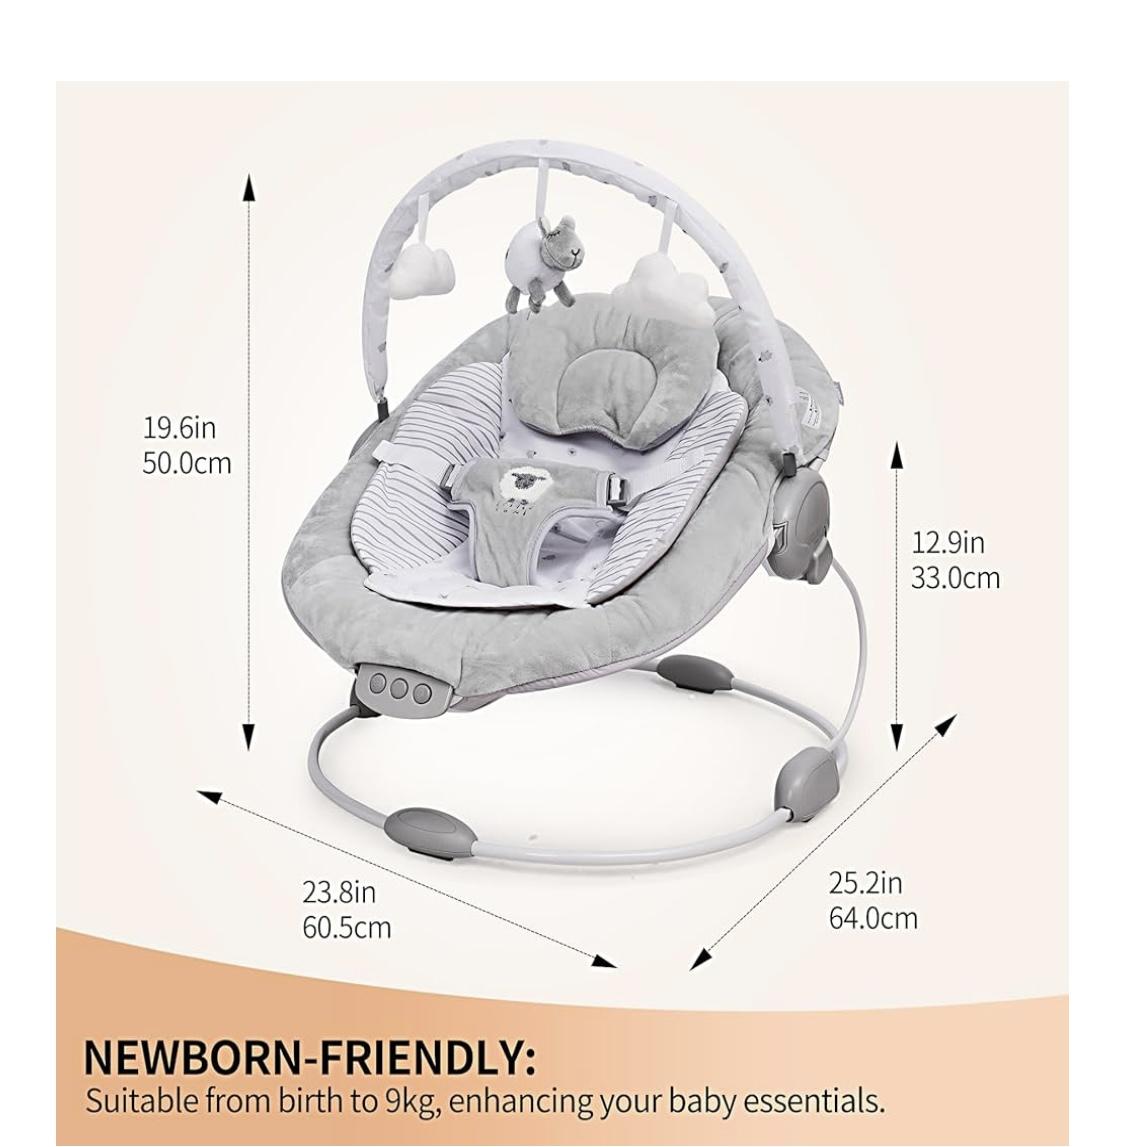 19.6in
50.0cm
12.9in
33.0cm
23.8in
60.5cm
25.2in
64.0cm
NEWBORN-FRIENDLY:
Suitable from birth to 9kg, enhancing your baby essentials.